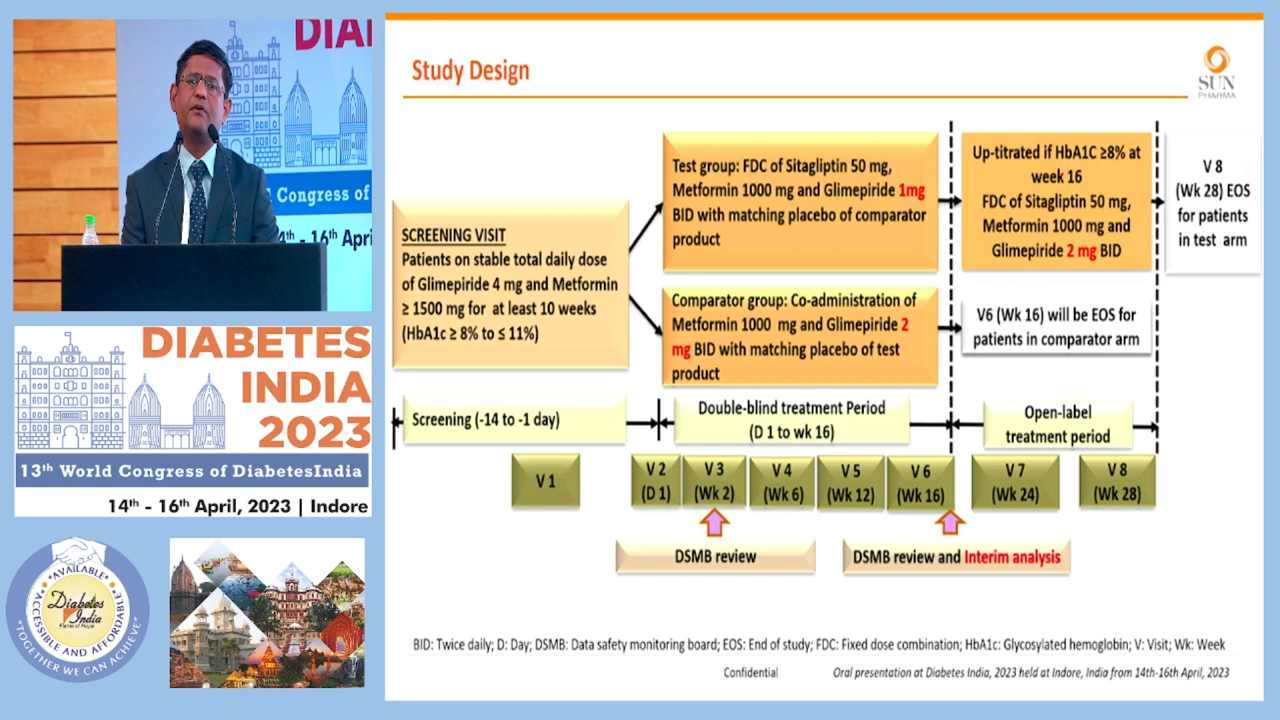 DIAI
Congress of
4th - 16th Apri
DIABETES
INDIA
2023
13th World Congress of DiabetesIndia
14th - 16th April, 2023 | Indore
"AVAILABLE"
"ACCESSIBLE AND AFFORDABLE"
Diabetes
India
"TOGETHER WE CAN ACHIEVE"
Study Design
SUN
PHARMA
SCREENING VISIT
Patients on stable total daily dose
of Glimepiride 4 mg and Metformin
≥ 1500 mg for at least 10 weeks
(HbA1c ≥ 8% to ≤ 11%)
Test group: FDC of Sitagliptin 50 mg,
Metformin 1000 mg and Glimepiride 1mg
BID with matching placebo of comparator
product
Up-titrated if HbA1C ≥8% at
week 16
FDC of Sitagliptin 50 mg,
Metformin 1000 mg and
Glimepiride 2 mg BID
V 8
(Wk 28) EOS
for patients
in test arm
Comparator group: Co-administration of
Metformin 1000 mg and Glimepiride 2
mg BID with matching placebo of test
product
V6 (Wk 16) will be EOS for
patients in comparator arm
Screening (-14 to -1 day)
Double-blind treatment Period
(D 1 to wk 16)
Open-label
treatment period
V 1
V 2
(D 1)
V 3
(Wk 2)
V 4
(Wk 6)
V 5
(Wk 12)
V 6
(Wk 16)
V 7
(Wk 24)
V 8
(Wk 28)
DSMB review
DSMB review and Interim analysis
BID: Twice daily; D: Day; DSMB: Data safety monitoring board; EOS: End of study; FDC: Fixed dose combination; HbA1c: Glycosylated hemoglobin; V: Visit; Wk: Week
Confidential
Oral presentation at Diabetes India, 2023 held at Indore, India from 14th-16th April, 2023